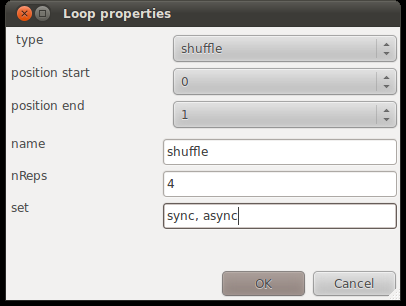 Loop properties
type shuffle
position start 0
position end 1
name shuffle
nReps 4
set sync, async
OK Cancel